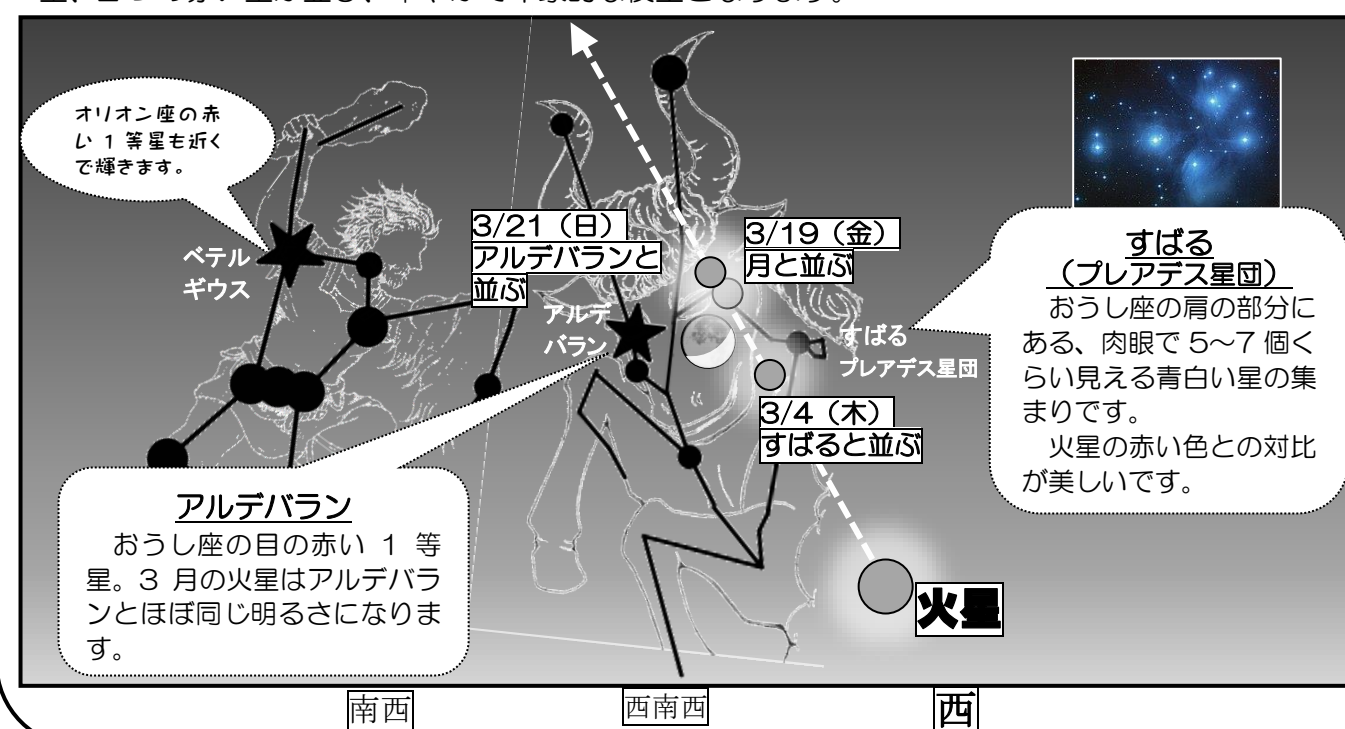 オリオン座の赤
い 1 等星も近く
で輝きます。
ベテル
ギウス
3/21（日）
アルデバランと
並ぶ
アルデ
バラン
3/19（金）
月と並ぶ
すばる
プレアデス星団
3/4（木）
すばると並ぶ
すばる
（プレアデス星団）
おうし座の肩の部分に
ある、肉眼で 5～7 個く
らい見える青白い星の集
まりです。
火星の赤い色との対比
が美しいです。
アルデバラン
おうし座の目の赤い 1 等
星。3 月の火星はアルデバラ
ンとほぼ同じ明るさになりま
す。
火星
南西
西南西
西